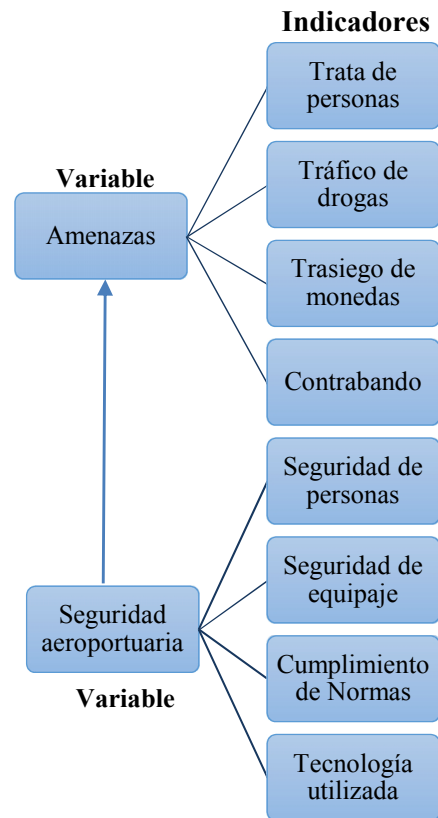 Indicadores
Trata de
personas
Variable
Amenazas
Tráfico de
drogas
Trasiego de
monedas
Contrabando
Seguridad de
personas
Seguridad
aeroportuaria
Variable
Seguridad de
equipaje
Cumplimiento
de Normas
Tecnología
utilizada